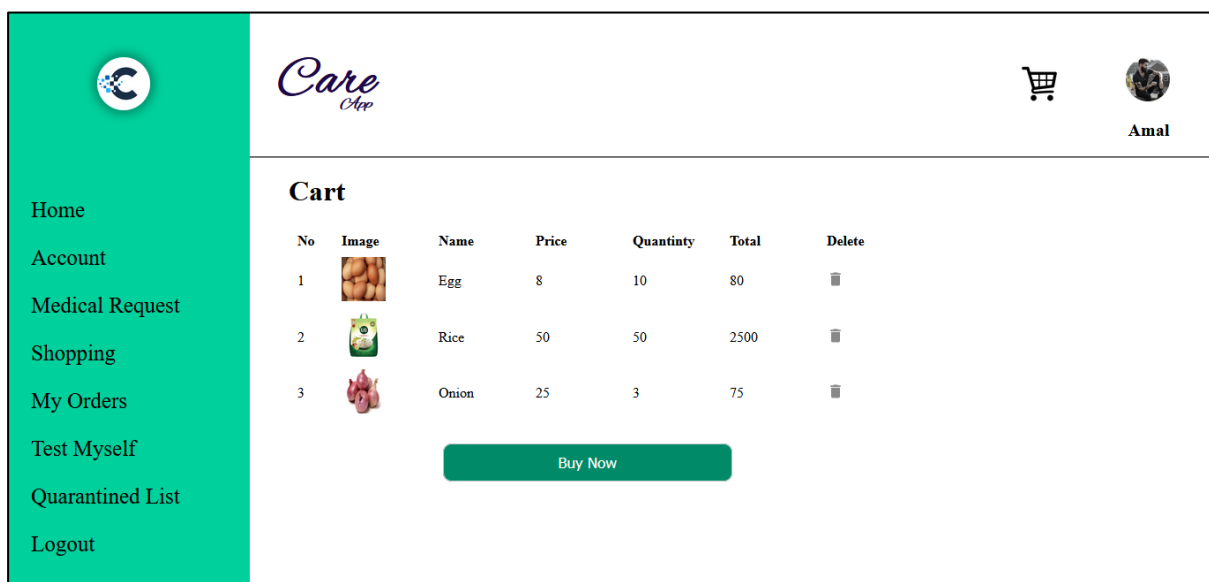 Care
App
Amal
Home
Account
Medical Request
Shopping
My Orders
Test Myself
Quarantined List
Logout
Cart
No Image Name Price Quantinty Total Delete
1 Egg 8 10 80
2 Rice 50 50 2500
3 Onion 25 3 75
Buy Now